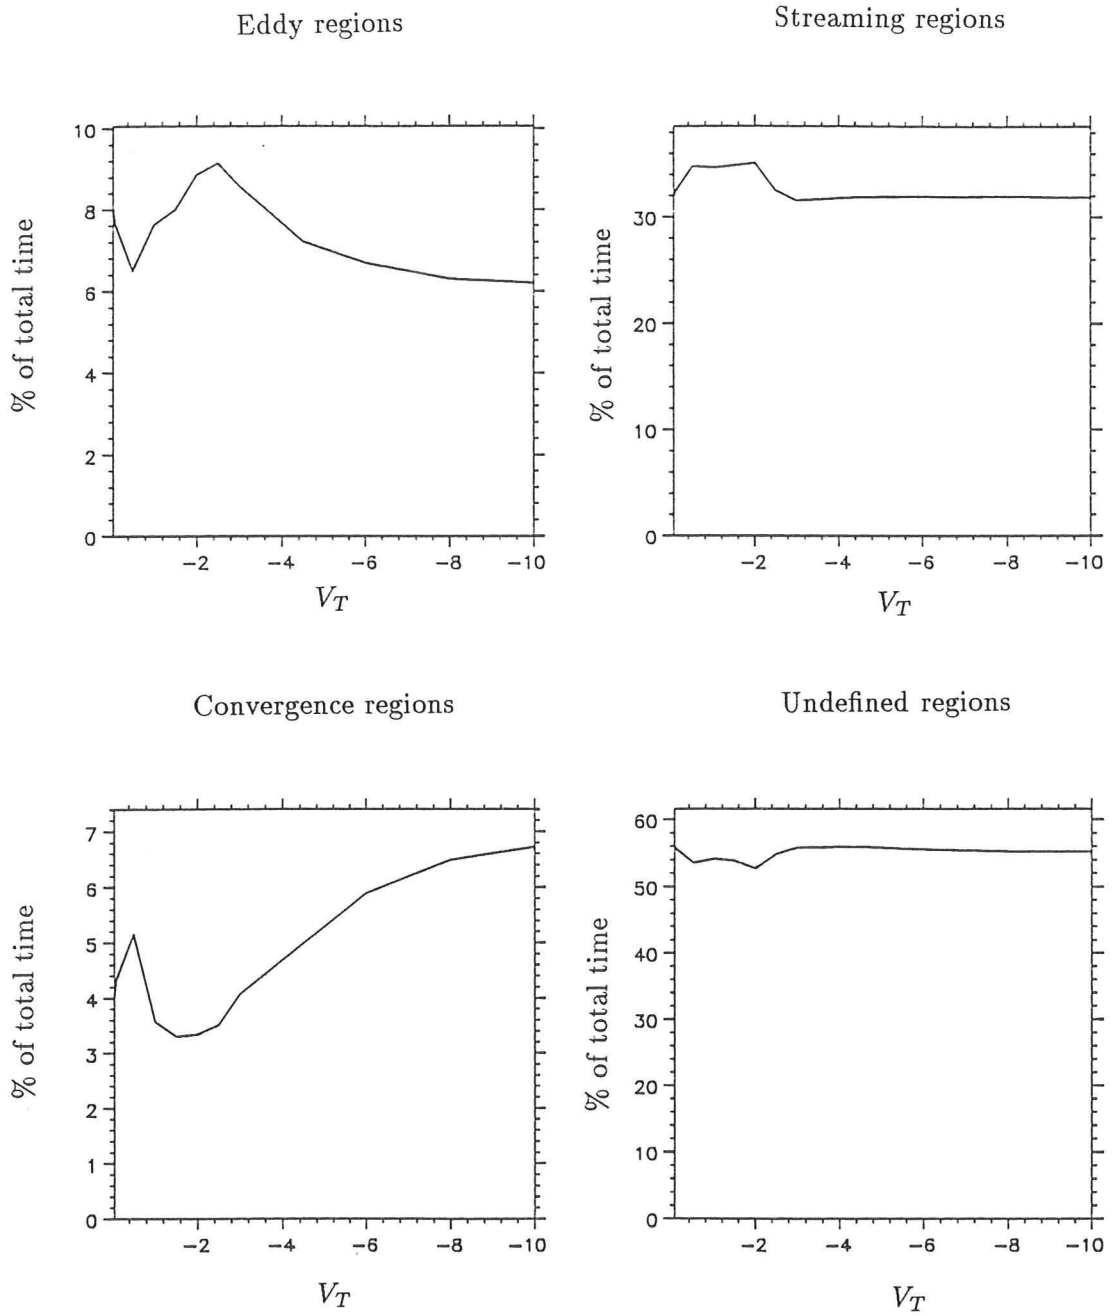 Eddy regions
% of total time
10
8
6
4
2
0
−2 −4 −6 −8 −10
V_T
Streaming regions
% of total time
30
20
10
0
−2 −4 −6 −8 −10
V_T
Convergence regions
% of total time
7
6
5
4
3
2
1
0
−2 −4 −6 −8 −10
V_T
Undefined regions
% of total time
60
50
40
30
20
10
0
−2 −4 −6 −8 −10
V_T